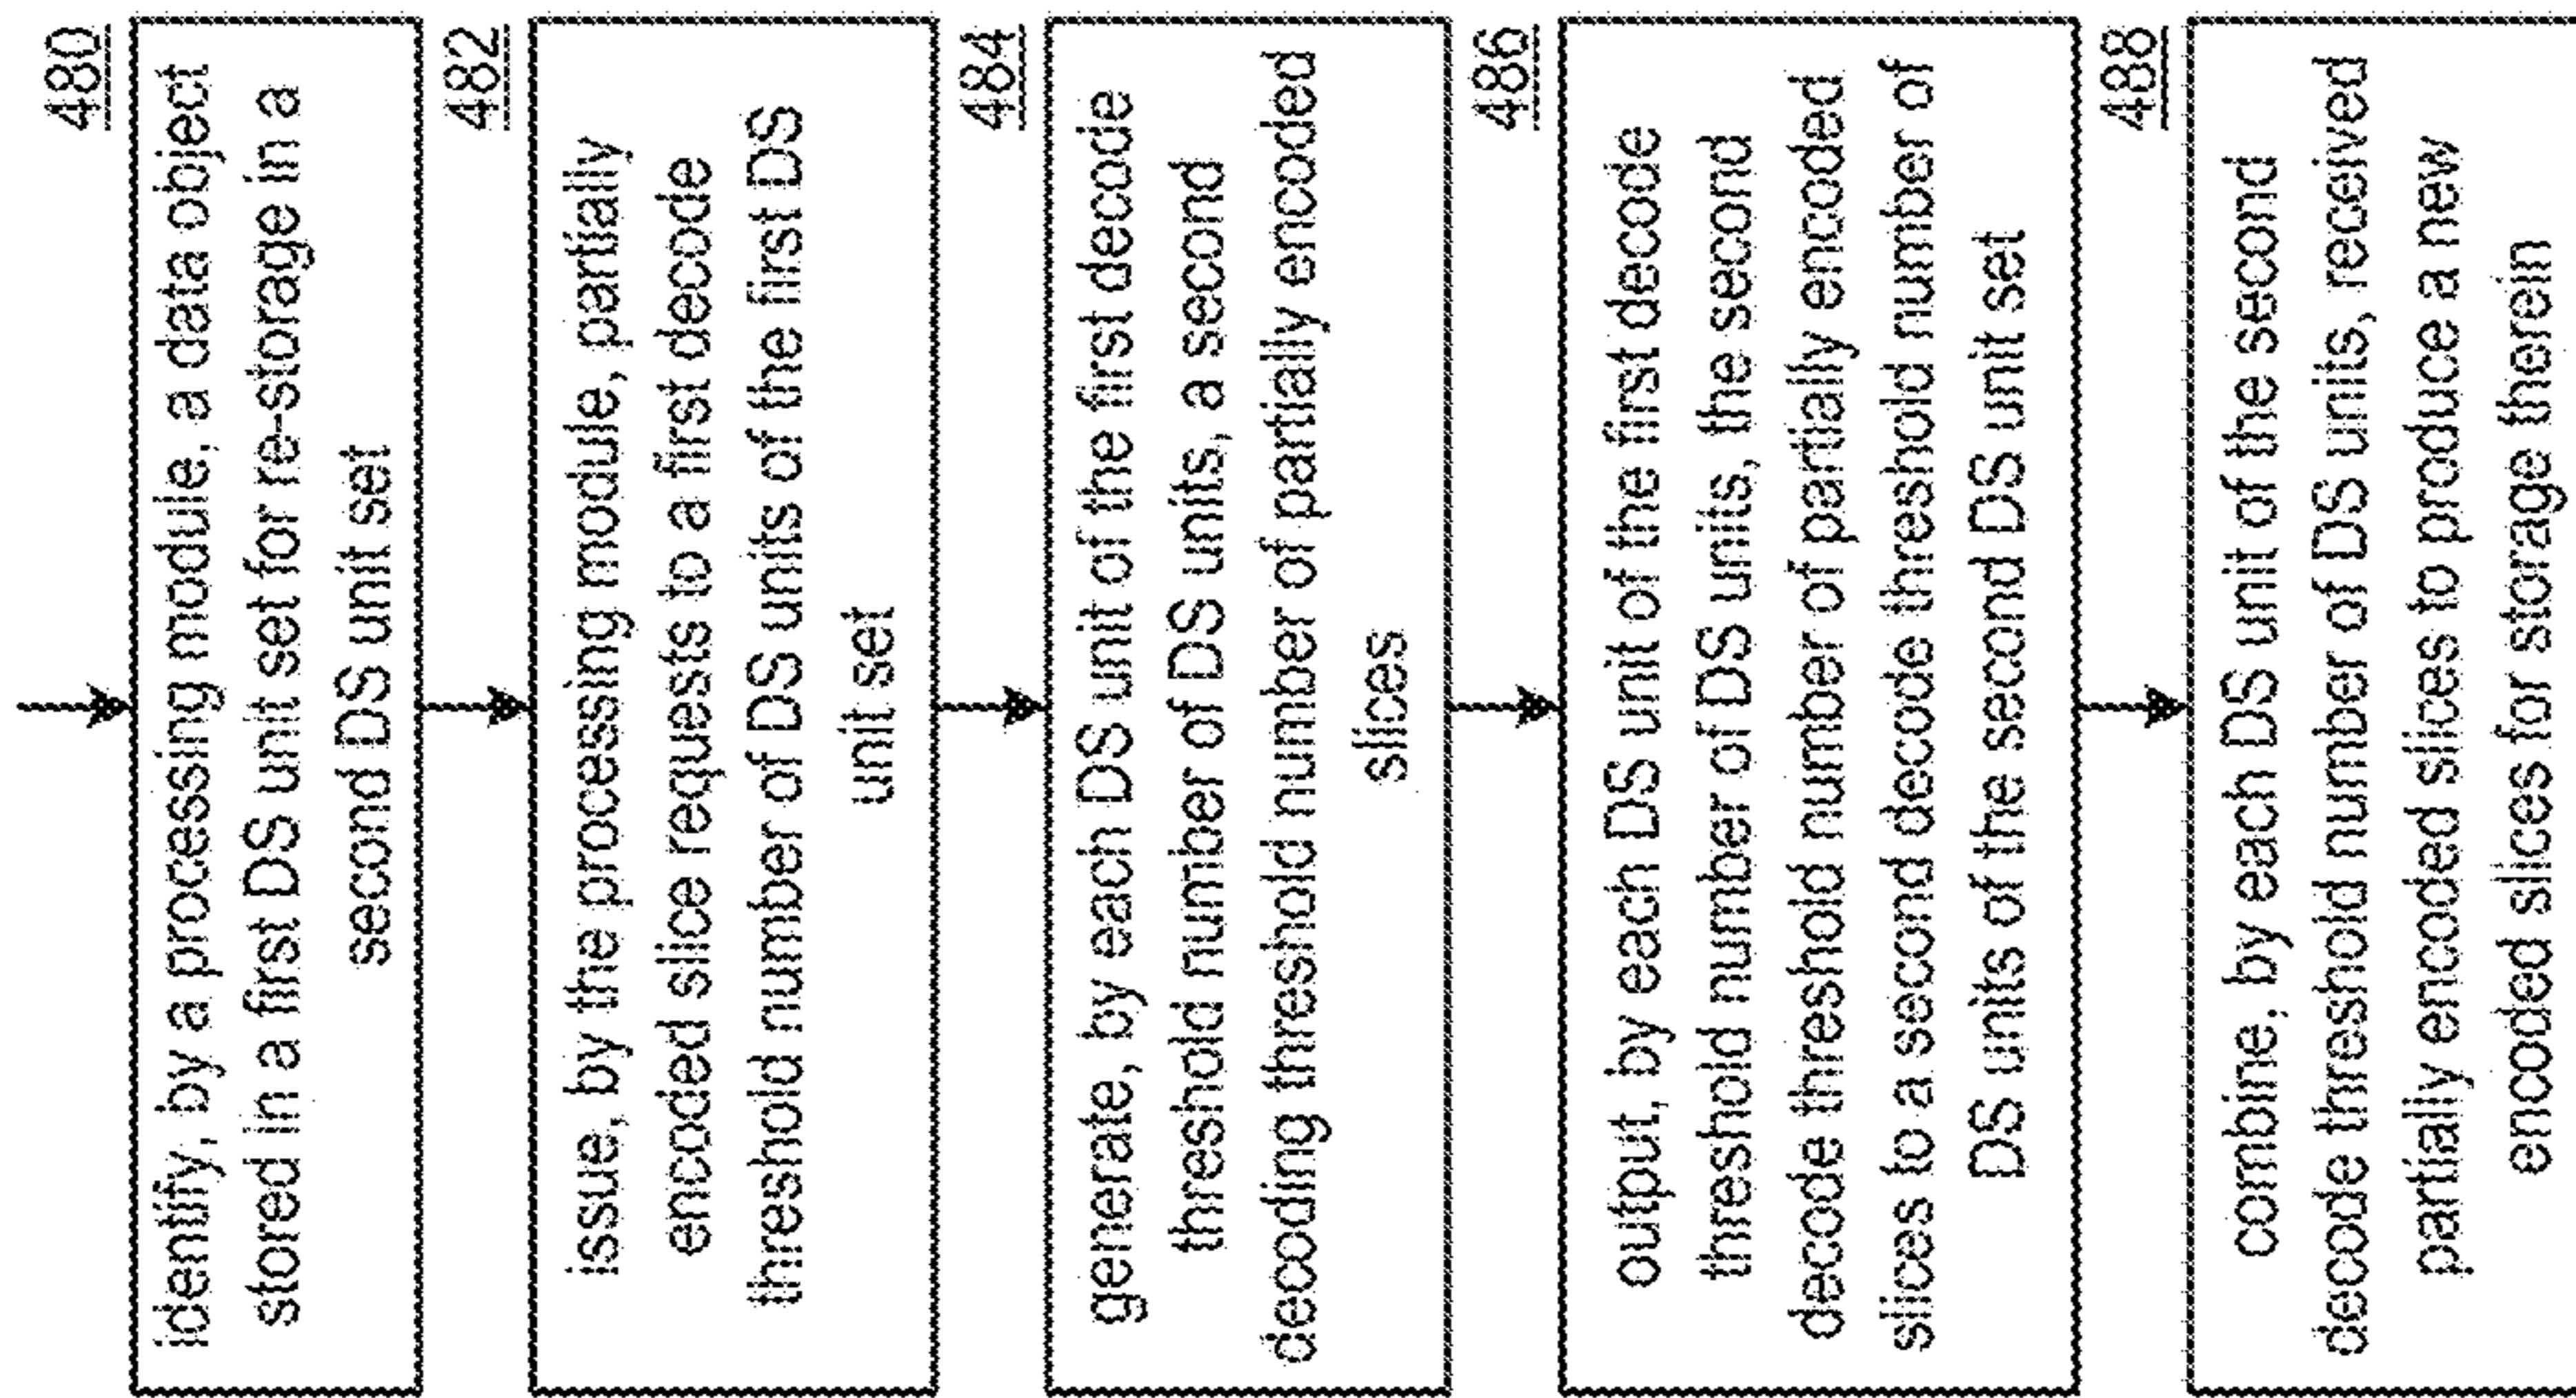 480
identify, by a processing module, a data object
stored in a first DS unit set for re-storage in a
second DS unit set
482
issue, by the processing module, partially
encoded slice requests to a first decode
threshold number of DS units of the first DS
unit set
484
generate, by each DS unit of the first decode
threshold number of DS units, a second
decoding threshold number of partially encoded
slices
486
output, by each DS unit of the first decode
threshold number of DS units, the second
decode threshold number of partially encoded
slices to a second decode threshold number of
DS units of the second DS unit set
488
combine, by each DS unit of the second
decode threshold number of DS units, received
partially encoded slices to produce a new
encoded slices for storage therein